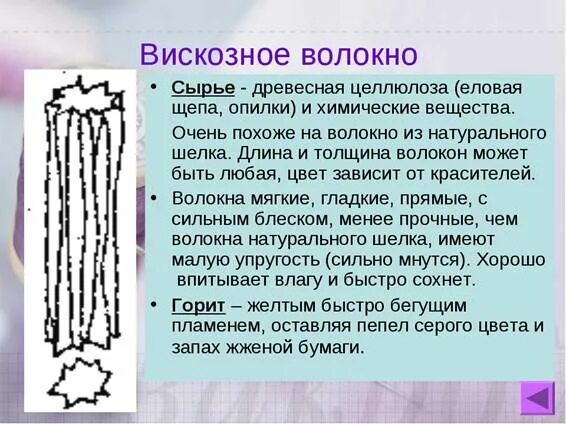 Вискозное волокно
• Сырье - древесная целлюлоза (еловая
щепа, опилки) и химические вещества.
Очень похоже на волокно из натурального
шелка. Длина и толщина волокон может
быть любая, цвет зависит от красителей.
• Волокна мягкие, гладкие, прямые, с
сильным блеском, менее прочные, чем
волокна натурального шелка, имеют
малую упругость (сильно мнутся). Хорошо
впитывает влагу и быстро сохнет.
• Горит – желтым быстро бегущим
пламенем, оставляя пепел серого цвета и
запах жженой бумаги.